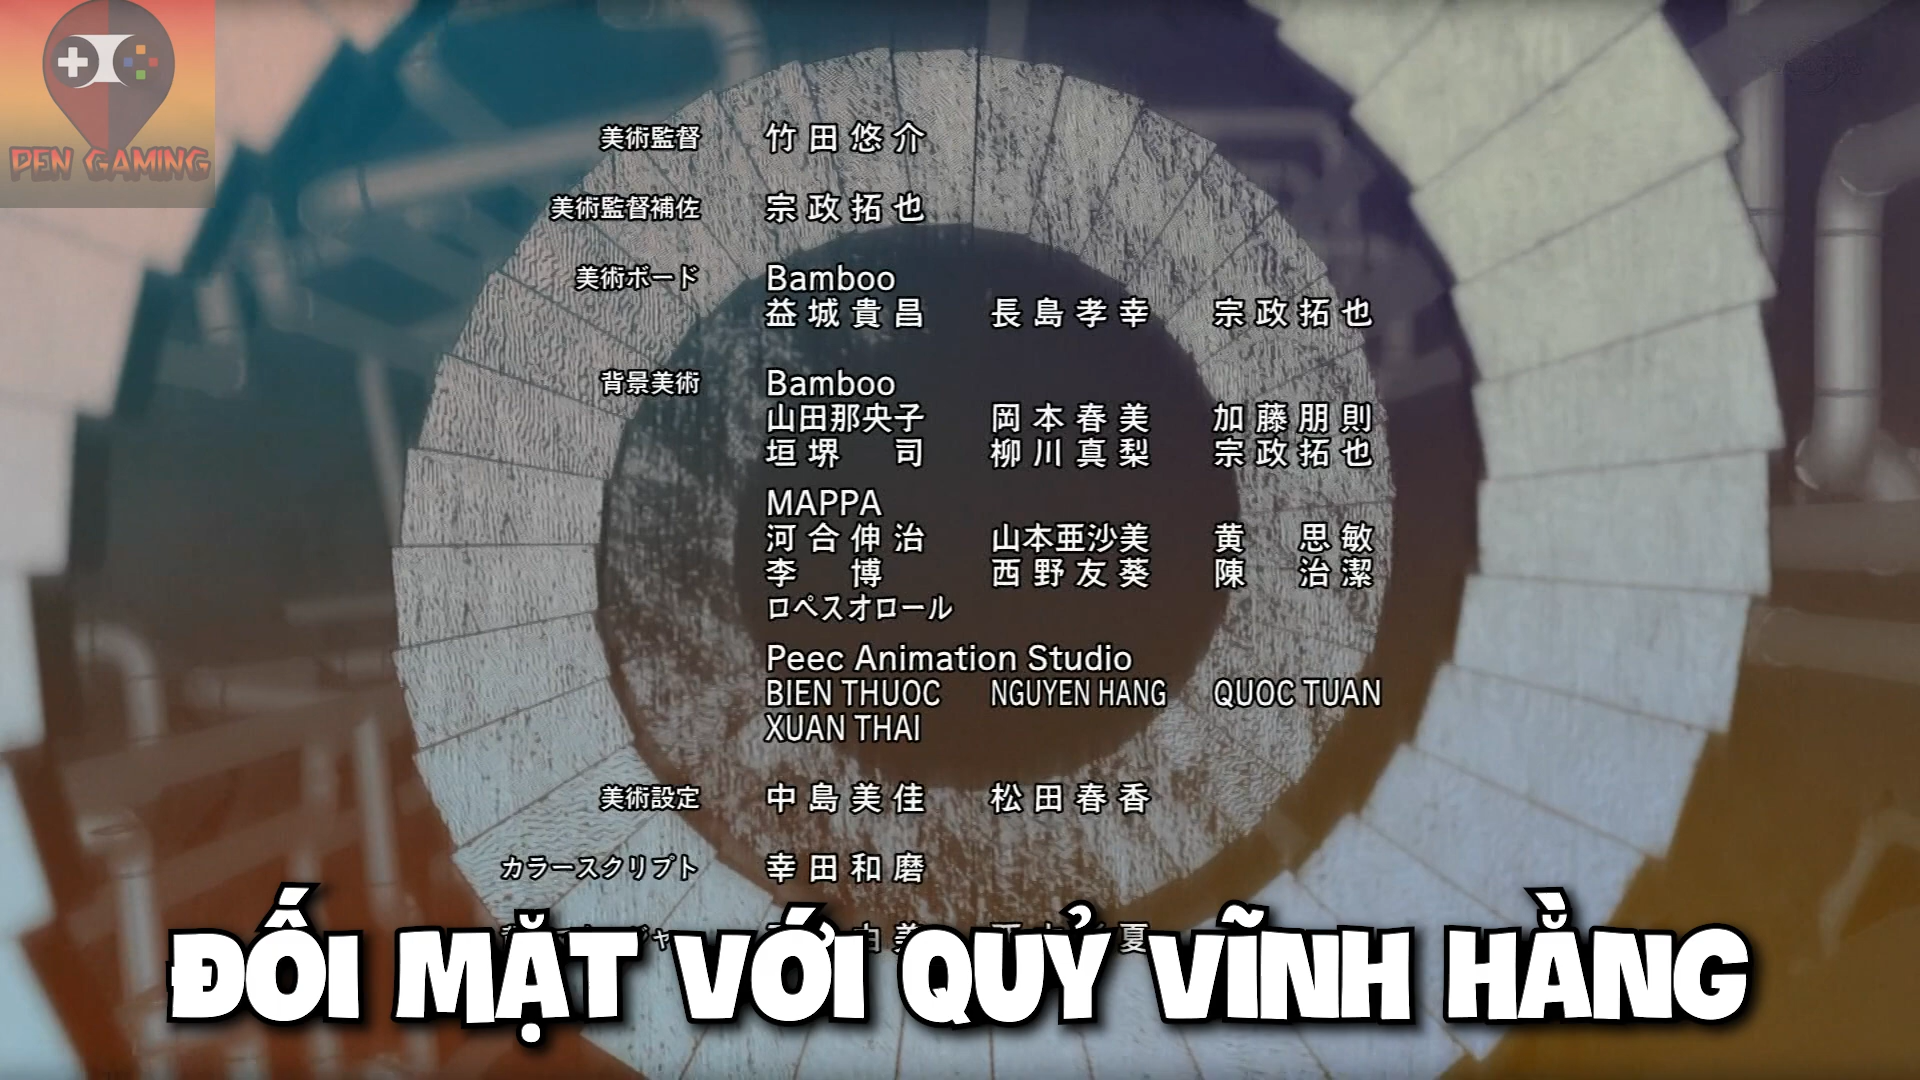 PEN GAMING
美術監督 竹田悠介
美術監督補佐 宗政拓也
美術ボード Bamboo
益城貴昌 長島孝幸 宗政拓也
背景美術 Bamboo
山田那央子 岡本春美 加藤朋則
垣堺 司 柳川真梨 宗政拓也
MAPPA
河合伸治 山本亜沙美 黄 思敏
李 博 西野友葵 陳 治潔
ロペスオロール
Peec Animation Studio
BIEN THUOC NGUYEN HANG QUOC TUAN
XUAN THAI
美術設定 中島美佳 松田春香
カラースクリプト 幸田和磨
ĐỐI MẶT VỚI QUỶ VĨNH HẰNG